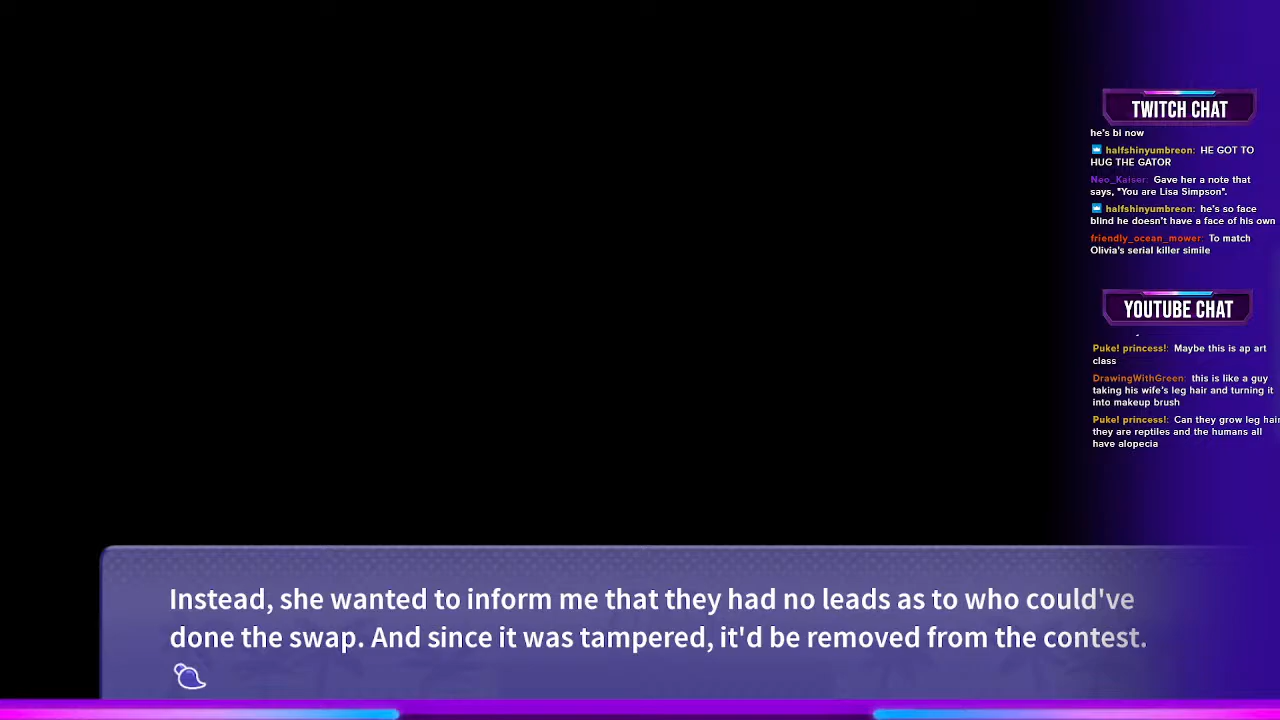 TWITCH CHAT
he's bi now
halfshinyumbreon: HE GOT TO
HUG THE GATOR
Neo_Kaiser: Gave her a note that
says, "You are Lisa Simpson".
halfshinyumbreon: he's so face
blind he doesn't have a face of his own
friendly_ocean_mower: To match
Olivia's serial killer simile
YOUTUBE CHAT
Puke! princess!: Maybe this is ap art
class
DrawingWithGreen: this is like a guy
taking his wife's leg hair and turning it
into makeup brush
Puke! princess!: Can they grow leg hair
they are reptiles and the humans all
have alopecia
Instead, she wanted to inform me that they had no leads as to who could've
done the swap. And since it was tampered, it'd be removed from the contest.